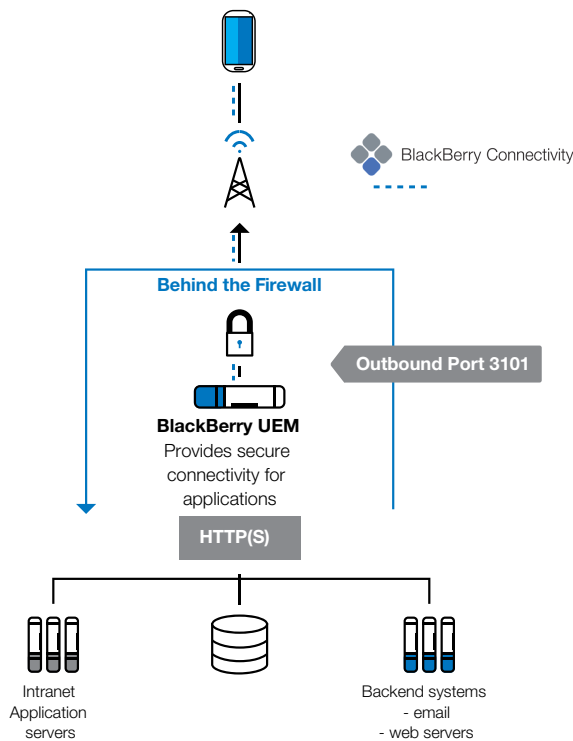 BlackBerry Connectivity
Behind the Firewall
Outbound Port 3101
BlackBerry UEM
Provides secure
connectivity for
applications
HTTP(S)
Intranet
Application
servers
Backend systems
- email
- web servers